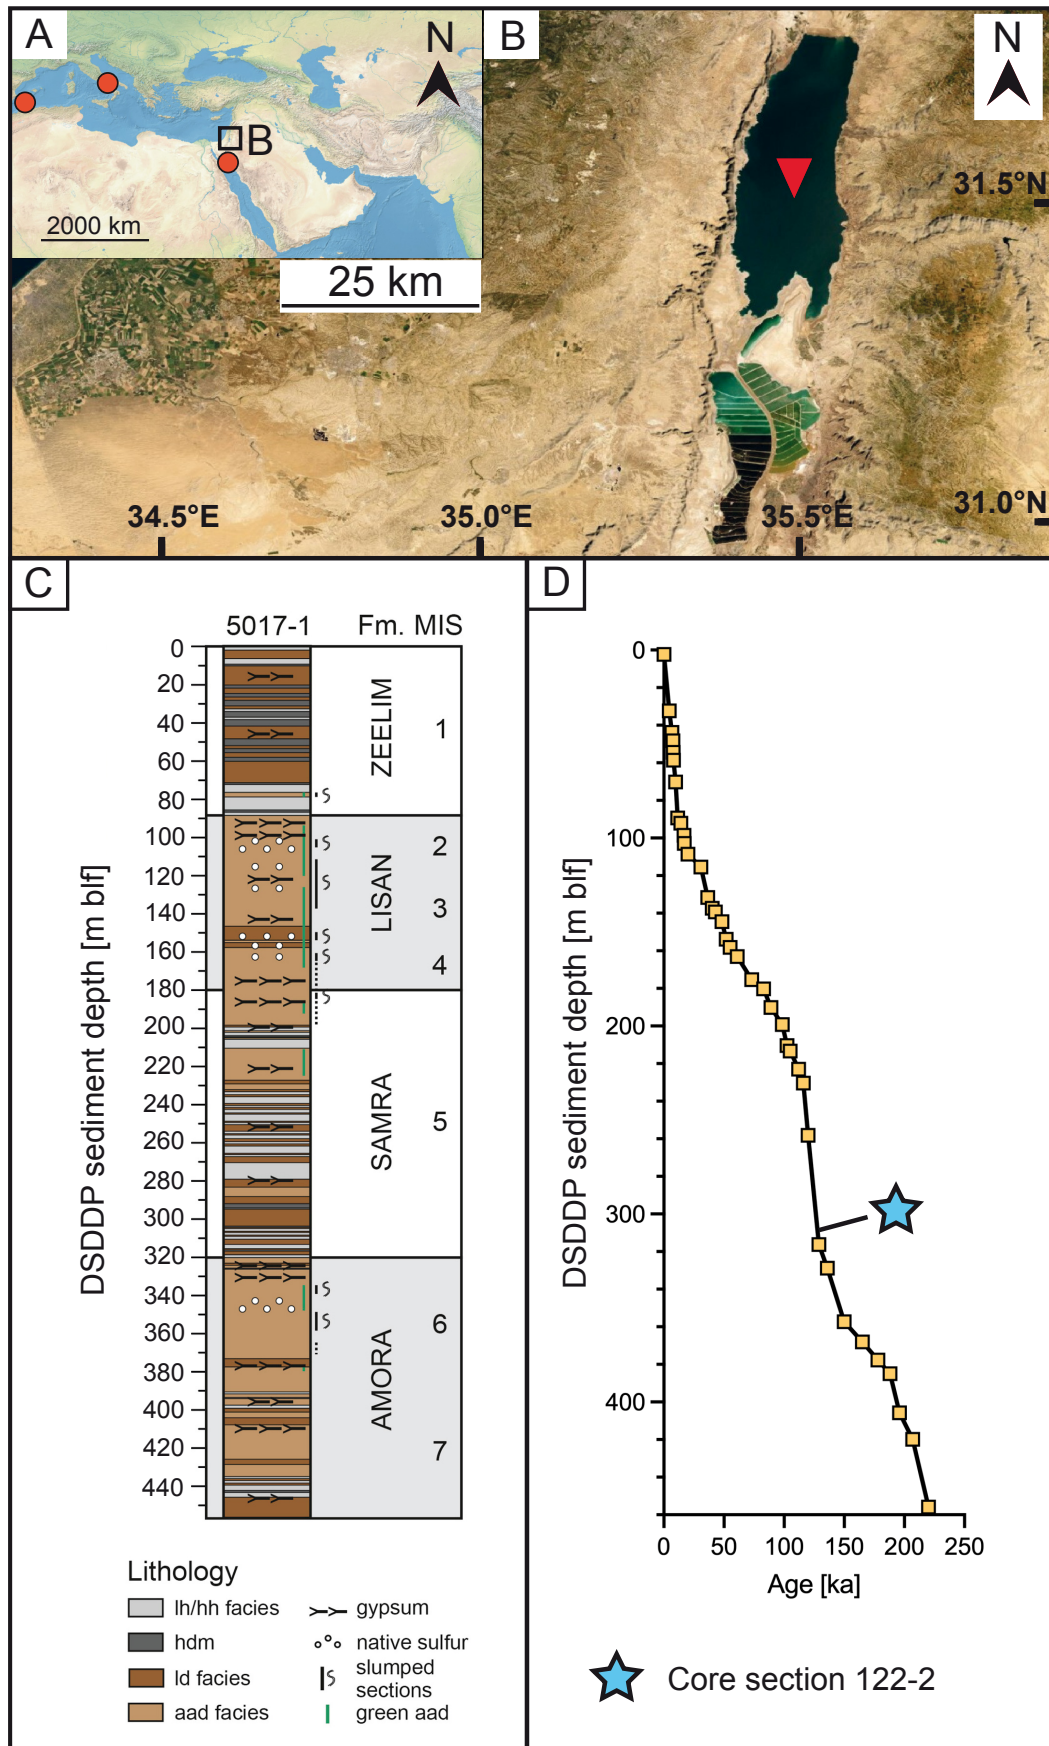 A
N
B
2000 km
B
N
31.5°N
25 km
31.0°N
34.5°E
35.0°E
35.5°E
C
5017-1
Fm.
MIS
DSDDP sediment depth [m blf]
0
20
40
60
80
100
120
140
160
180
200
220
240
260
280
300
320
340
360
380
400
420
440
ZEELIM
1
LISAN
2
3
4
SAMRA
5
AMORA
6
7
Lithology
lh/hh facies
hdm
ld facies
aad facies
gypsum
native sulfur
slumped
sections
green aad
D
DSDDP sediment depth [m blf]
0
100
200
300
400
0
50
100
150
200
250
Age [ka]
Core section 122-2